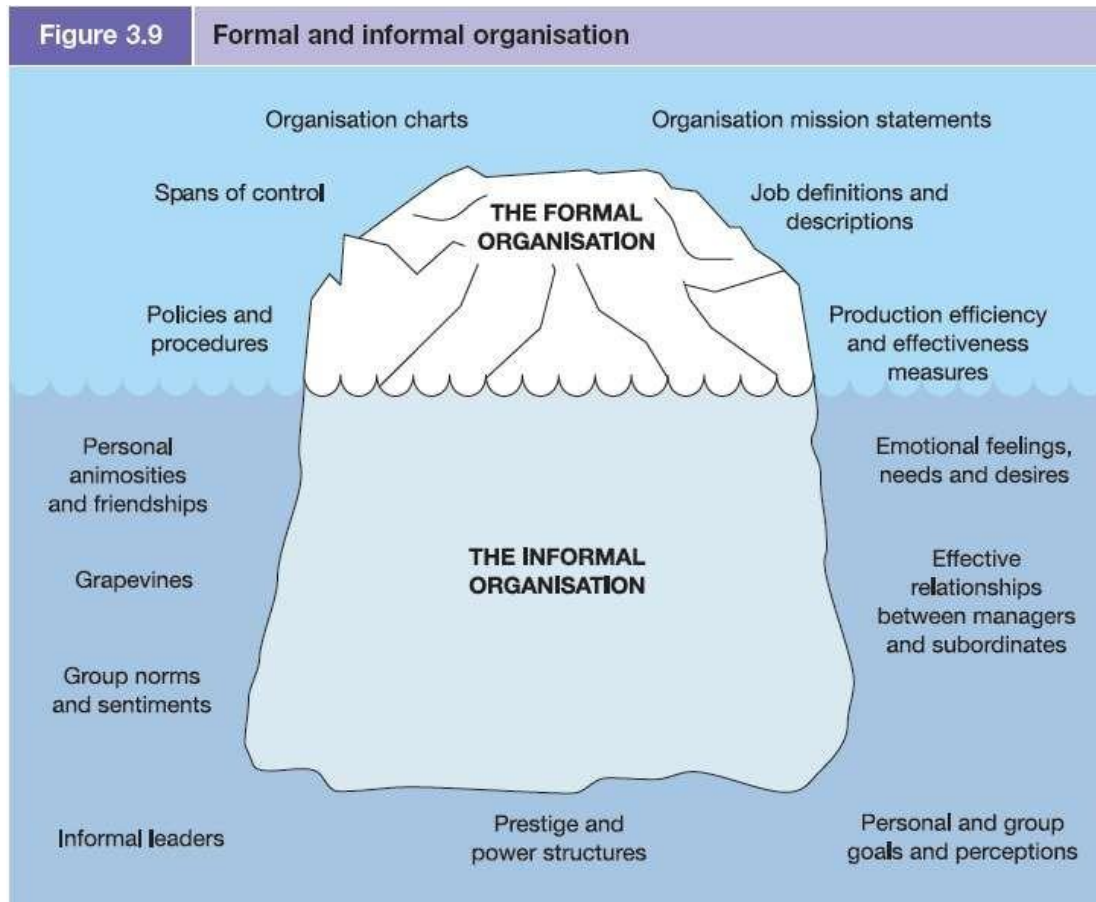 Figure 3.9 Formal and informal organisation
Organisation charts
Organisation mission statements
Spans of control
Job definitions and
descriptions
THE FORMAL
ORGANISATION
Policies and
procedures
Production efficiency
and effectiveness
measures
Personal
animosities
and friendships
Emotional feelings,
needs and desires
THE INFORMAL
ORGANISATION
Grapevines
Effective
relationships
between managers
and subordinates
Group norms
and sentiments
Informal leaders
Prestige and
power structures
Personal and group
goals and perceptions